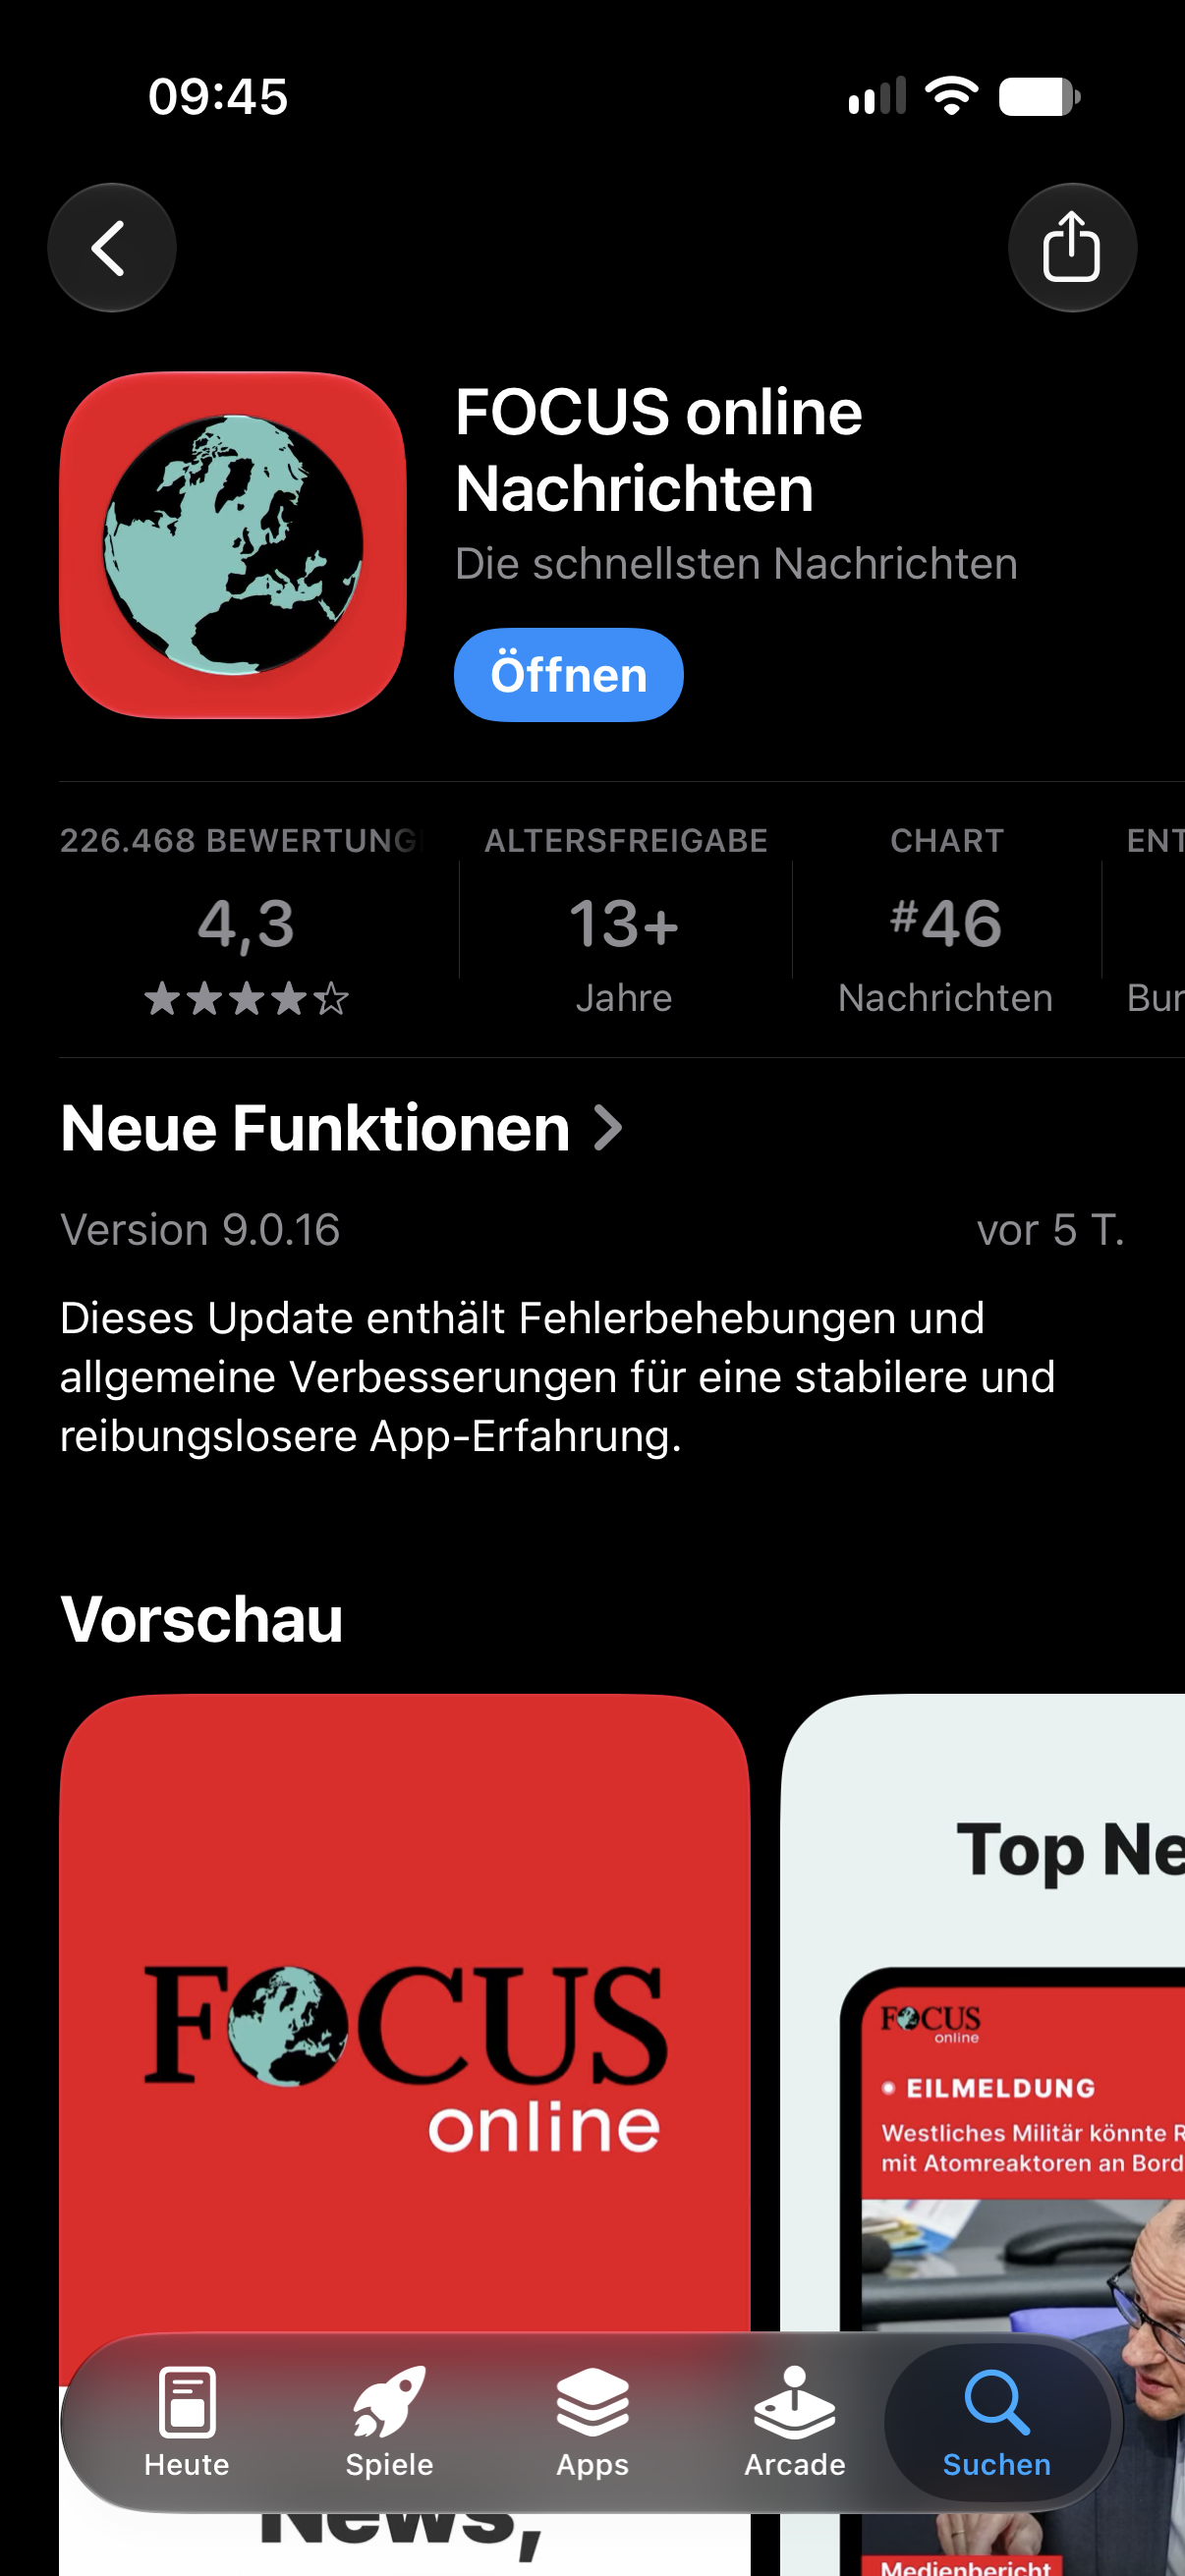 09:45
FOCUS online
Nachrichten
Die schnellsten Nachrichten
Öffnen
226.468 BEWERTUNG
4,3
ALTERSFREIGABE
13+
Jahre
CHART
#46
Nachrichten
ENT
Bur
Neue Funktionen
Version 9.0.16
vor 5 T.
Dieses Update enthält Fehlerbehebungen und
allgemeine Verbesserungen für eine stabilere und
reibungslosere App-Erfahrung.
Vorschau
FOCUS
online
News,
Top Ne
FOCUS
online
EILMELDUNG
Westliches Militär könnte R
mit Atomreaktoren an Bord
Medienbericht
Heute
Spiele
Apps
Arcade
Suchen